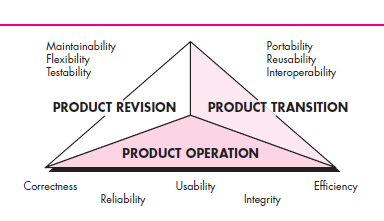 Maintainability
Flexibility
Testability
Portability
Reusability
Interoperability
PRODUCT REVISION
PRODUCT TRANSITION
PRODUCT OPERATION
Correctness
Usability
Efficiency
Reliability
Integrity